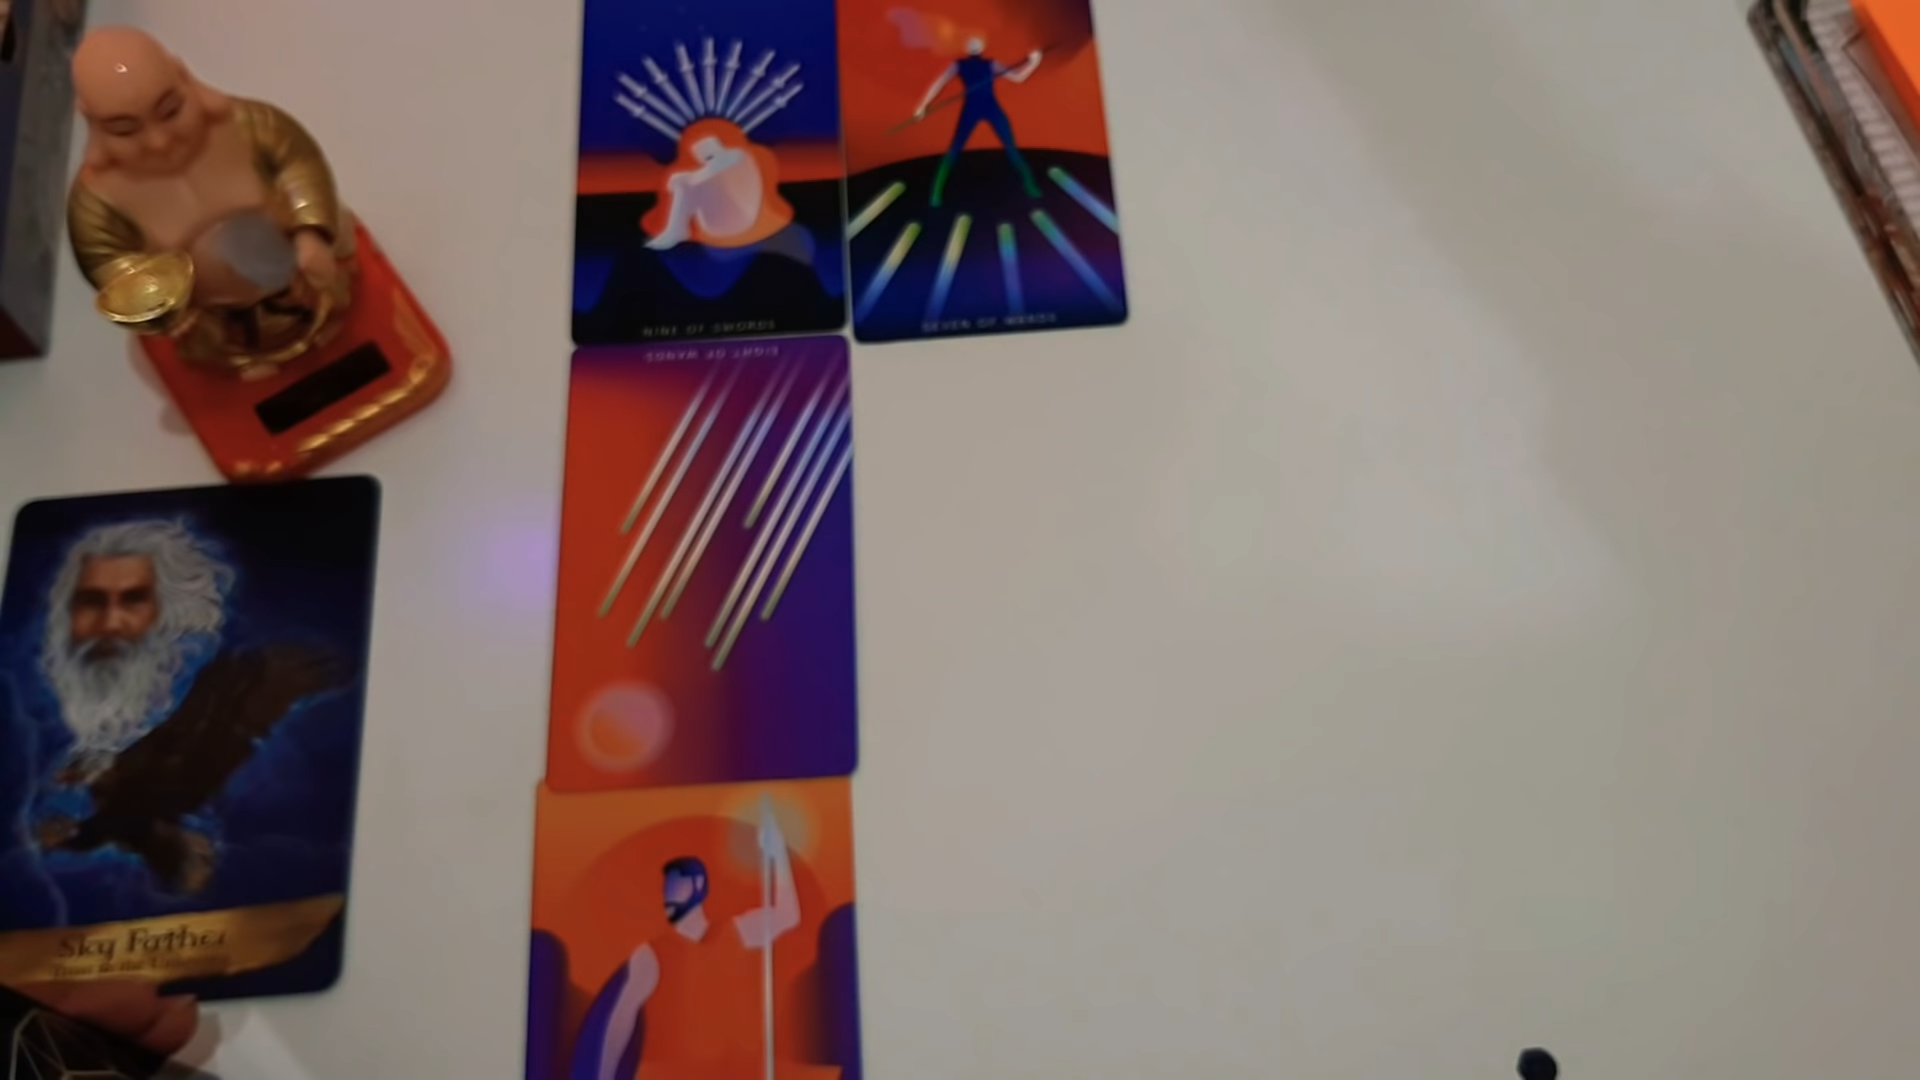 NINE OF SWORDS
SEVEN OF WANDS
EIGHT OF WANDS
Sky Father